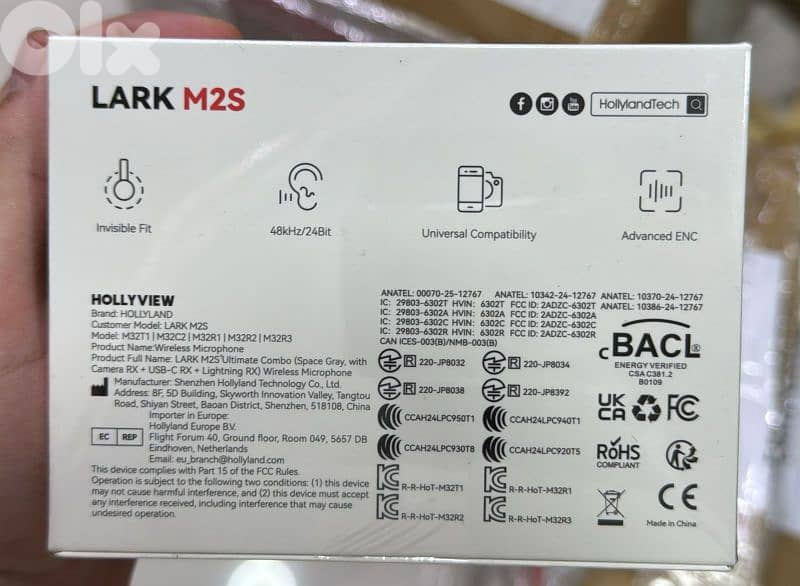 OLX
LARK M2S
HollylandTech
Invisible Fit
48kHz/24Bit
Universal Compatibility
Advanced ENC
HOLLYVIEW
Brand: HOLLYLAND
Customer Model: LARK M2S
Model: M32T1 | M32C2 | M32R1 | M32R2 | M32R3
Product Name:Wireless Microphone
Product Full Name: LARK M2S Ultimate Combo (Space Gray, with
Camera RX + USB-C RX + Lightning RX) Wireless Microphone
Manufacturer: Shenzhen Hollyland Technology Co., Ltd.
Address: 8F, 5D Building, Skyworth Innovation Valley, Tangtou
Road, Shiyan Street, Baoan District, Shenzhen, 518108, China
Importer in Europe:
Hollyland Europe B.V.
EC REP
Flight Forum 40, Ground floor, Room 049, 5657 DB
Eindhoven, Netherlands
Email: eu_branch@hollyland.com
This device complies with Part 15 of the FCC Rules.
Operation is subject to the following two conditions: (1) this device
may not cause harmful interference, and (2) this device must accept
any interference received, including interference that may cause
undesired operation.
ANATEL: 00070-25-12767 ANATEL: 10342-24-12767 ANATEL: 10370-24-12767
IC: 29803-6302T HVIN: 6302T FCC ID: 2ADZC-6302T ANATEL: 10386-24-12767
IC: 29803-6302A HVIN: 6302A FCC ID: 2ADZC-6302A
IC: 29803-6302C HVIN: 6302C FCC ID: 2ADZC-6302C
IC: 29803-6302R HVIN: 6302R FCC ID: 2ADZC-6302R
CAN ICES-003(B)/NMB-003(B)
R 220-JP8032
R 220-JP8034
R 220-JP8038
R 220-JP8392
CCAH24LPC950T1
CCAH24LPC940T1
CCAH24LPC930T8
CCAH24LPC920T5
R-R-HoT-M32T1
R-R-HoT-M32R1
R-R-HoT-M32R2
R-R-HoT-M32R3
c BACL®
ENERGY VERIFIED
CSA C381.2
B0109
UK
CA
FC
RoHS
COMPLIANT
CE
Made in China